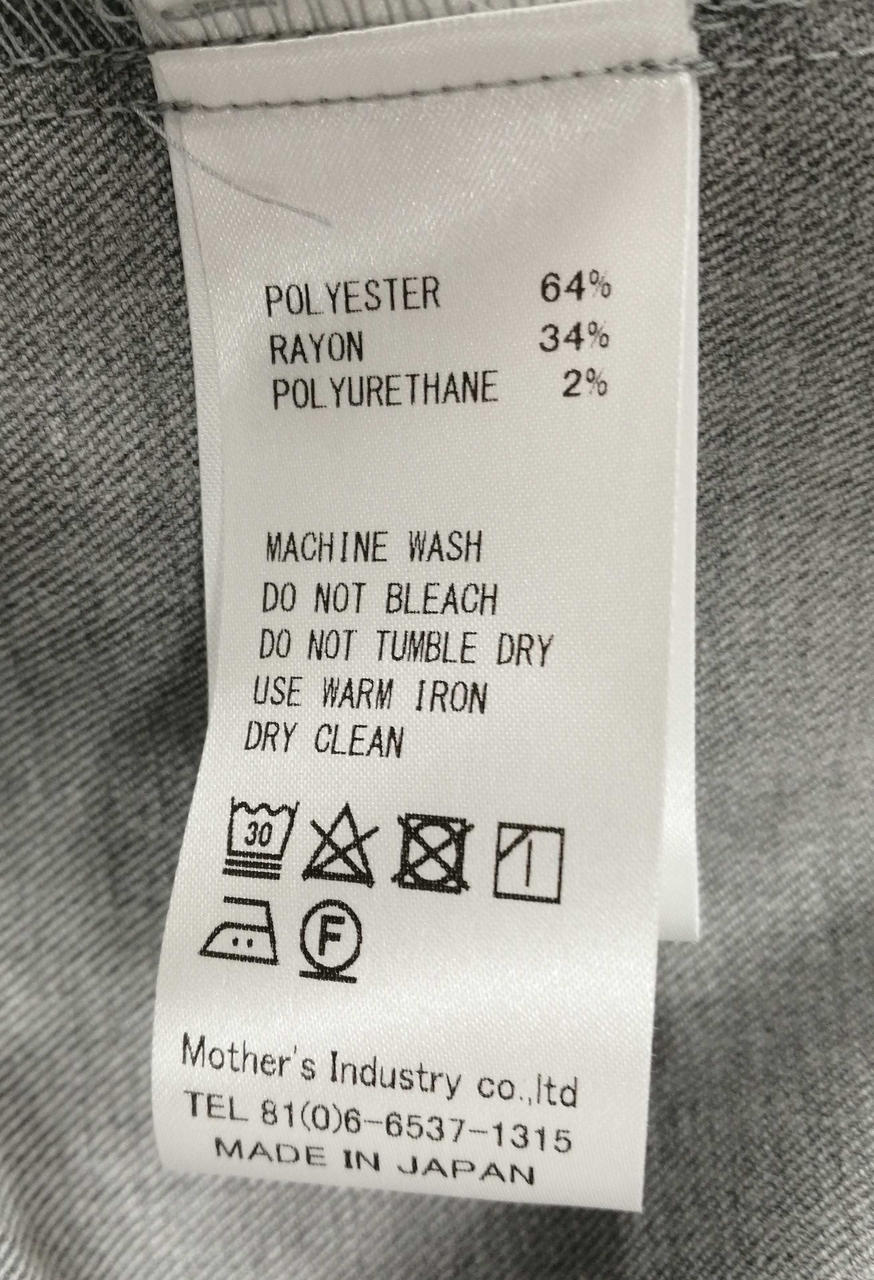 POLYESTER 64%
RAYON 34%
POLYURETHANE 2%
MACHINE WASH
DO NOT BLEACH
DO NOT TUMBLE DRY
USE WARM IRON
DRY CLEAN
30
F
Mother's Industry co.,ltd
TEL 81(0)6-6537-1315
MADE IN JAPAN